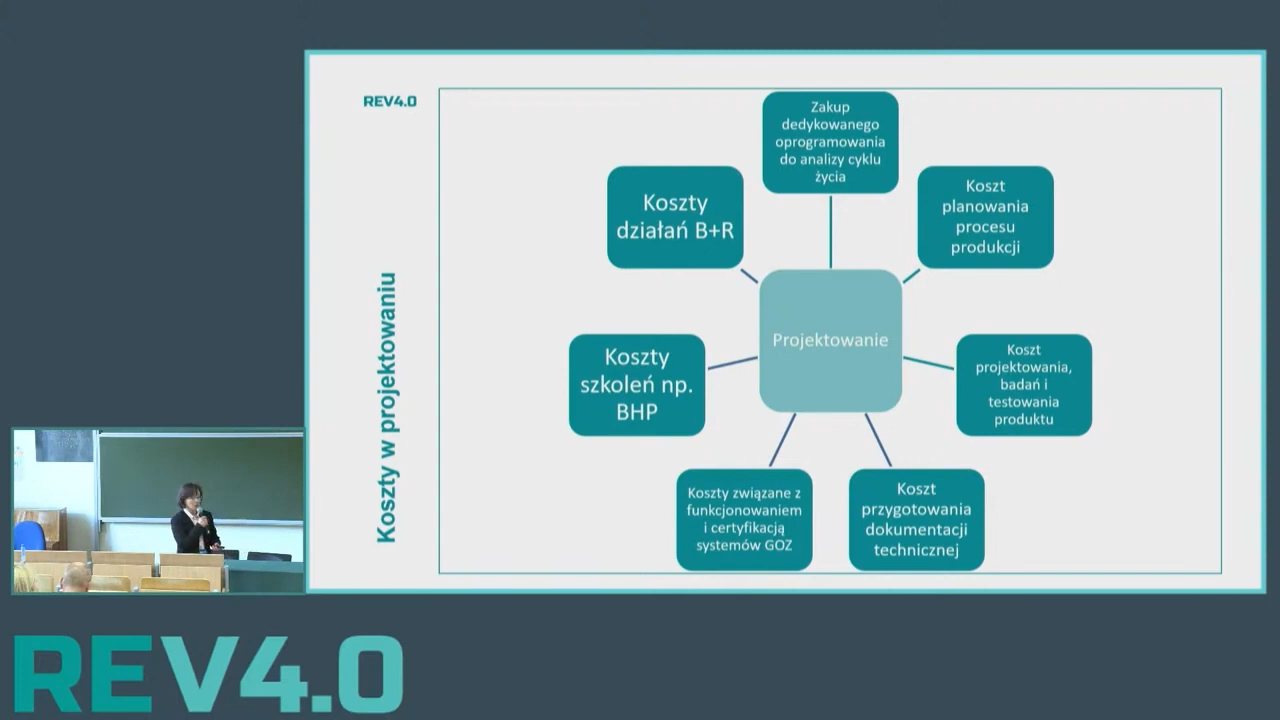 REV4.0
Koszty w projektowaniu
Zakup
dedykowanego
oprogramowania
do analizy cyklu
życia
Koszt
planowania
procesu
produkcji
Koszt
projektowania,
badań i
testowania
produktu
Koszt
przygotowania
dokumentacji
technicznej
Koszty związane z
funkcjonowaniem
i certyfikacją
systemów GOZ
Koszty
szkoleń np.
BHP
Koszty
działań B+R
Projektowanie
REV4.0